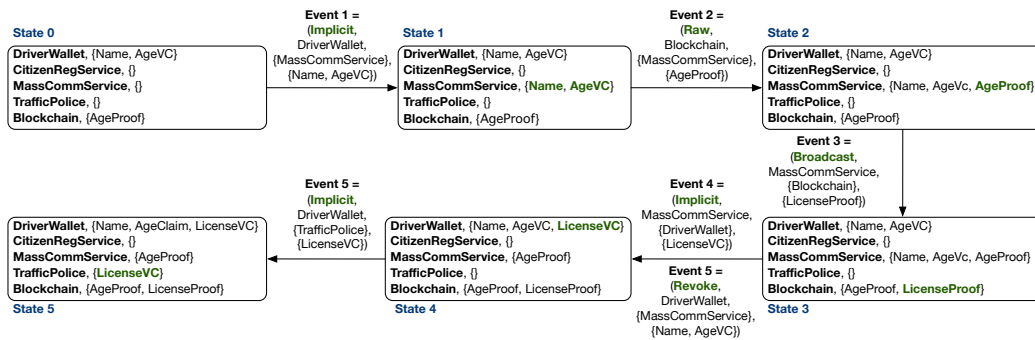 State 0
DriverWallet, {Name, AgeVC}
CitizenRegService, {}
MassCommService, {}
TrafficPolice, {}
Blockchain, {AgeProof}
Event 1 =
(Implicit,
DriverWallet,
{MassCommService},
{Name, AgeVC})
State 1
DriverWallet, {Name, AgeVC}
CitizenRegService, {}
MassCommService, {Name, AgeVC}
TrafficPolice, {}
Blockchain, {AgeProof}
Event 2 =
(Raw,
Blockchain,
{MassCommService},
{AgeProof})
State 2
DriverWallet, {Name, AgeVC}
CitizenRegService, {}
MassCommService, {Name, AgeVc, AgeProof}
TrafficPolice, {}
Blockchain, {AgeProof}
Event 3 =
(Broadcast,
MassCommService,
{Blockchain},
{LicenseProof})
DriverWallet, {Name, AgeVC}
CitizenRegService, {}
MassCommService, {Name, AgeVc, AgeProof}
TrafficPolice, {}
Blockchain, {AgeProof, LicenseProof}
State 3
Event 4 =
(Implicit,
MassCommService,
{DriverWallet},
{LicenseVC})
Event 5 =
(Revoke,
DriverWallet,
{MassCommService},
{Name, AgeVC})
DriverWallet, {Name, AgeVC, LicenseVC}
CitizenRegService, {}
MassCommService, {AgeProof}
TrafficPolice, {}
Blockchain, {AgeProof, LicenseProof}
State 4
Event 5 =
(Implicit,
DriverWallet,
{TrafficPolice},
{LicenseVC})
DriverWallet, {Name, AgeClaim, LicenseVC}
CitizenRegService, {}
MassCommService, {AgeProof}
TrafficPolice, {LicenseVC}
Blockchain, {AgeProof, LicenseProof}
State 5